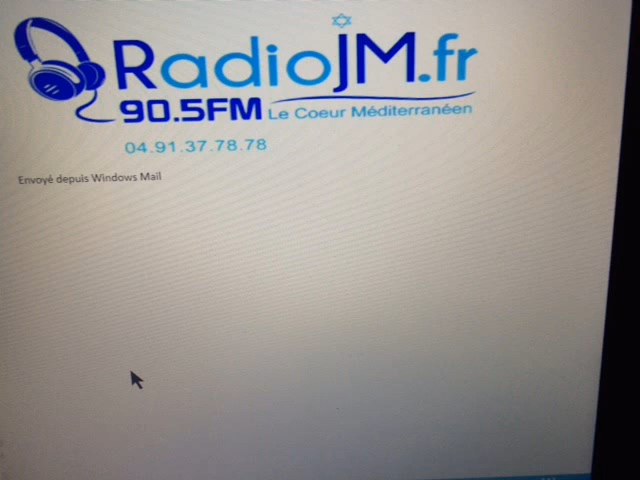 RadioJM.fr
90.5FM Le Coeur Méditerranéen
04.91.37.78.78
Envoyé depuis Windows Mail